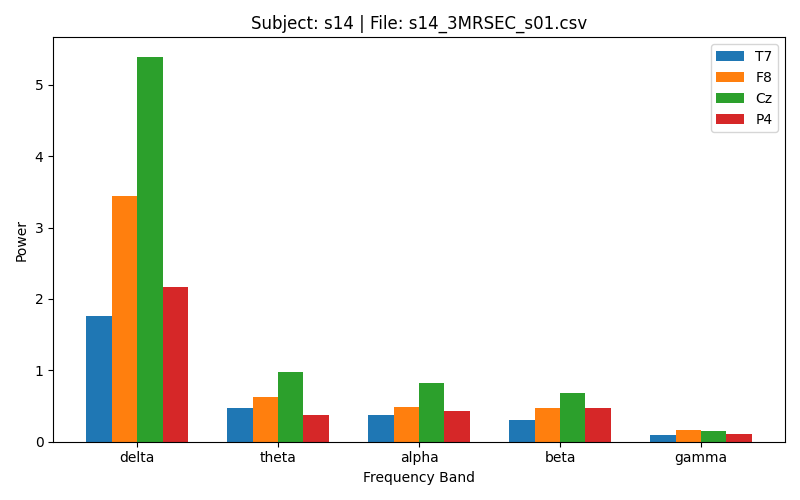 Subject: s14 | File: s14_3MRSEC_s01.csv
T7
F8
Cz
P4
Power
5
4
3
2
1
0
delta theta alpha beta gamma
Frequency Band